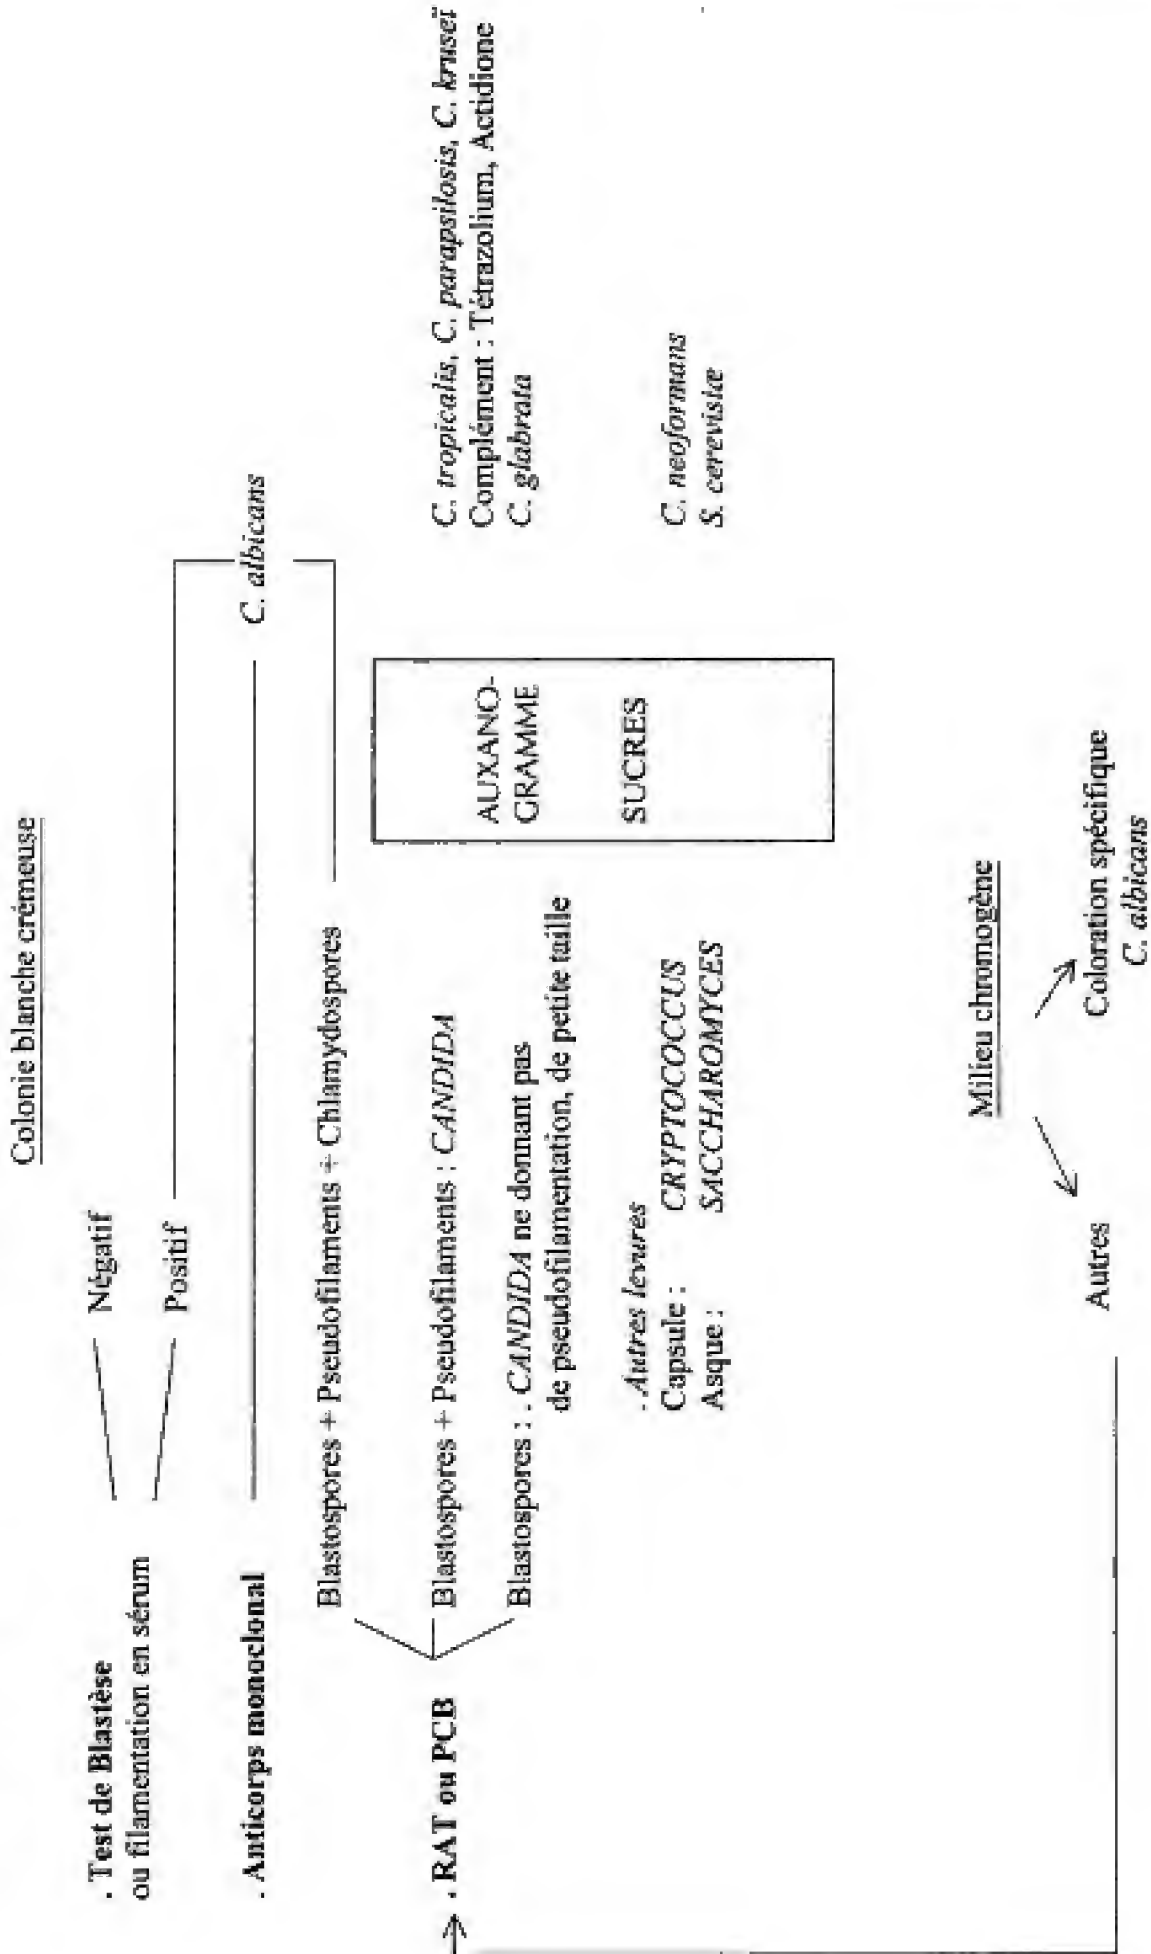 Colonie blanche crémeuse
. Test de Blastèse
ou filamentation en sérum
Négatif
Positif
. Anticorps monoclonal
C. albicans
. RAT ou PCB
Blastospores + Pseudofilaments + Chlamydospores
Blastospores + Pseudofilaments : CANDIDA
Blastospores : . CANDIDA ne donnant pas
de pseudofilamentation, de petite taille
. Autres levures
Capsule : CRYPTOCOCCUS
Asque : SACCHAROMYCES
AUXANO-
GRAMME
SUCRES
C. tropicalis, C. parapsilosis, C. kruseï
Complément : Tétrazolium, Actidione
C. glabrata
C. neoformans
S. cerevisiæ
Milieu chromogène
Autres
Coloration spécifique
C. albicans